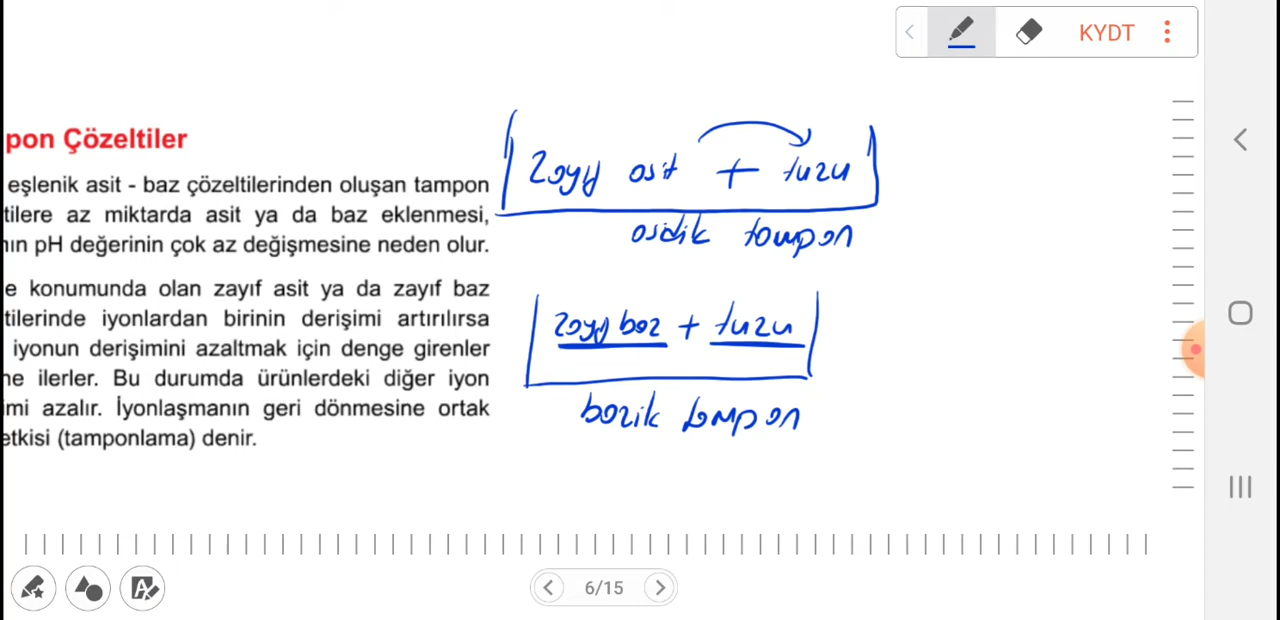 KYDT
pon Çözeltiler
eşlenik asit - baz çözeltilerinden oluşan tampon
tilere az miktarda asit ya da baz eklenmesi,
nın pH değerinin çok az değişmesine neden olur.
e konumunda olan zayıf asit ya da zayıf baz
tilerinde iyonlardan birinin derişimi artırılırsa
iyonun derişimini azaltmak için denge girenler
ne ilerler. Bu durumda ürünlerdeki diğer iyon
imi azalır. İyonlaşmanın geri dönmesine ortak
etkisi (tamponlama) denir.
Zayıf asit + tuzu
asidik tampon
zayıf baz + tuzu
bazik tampon
6/15